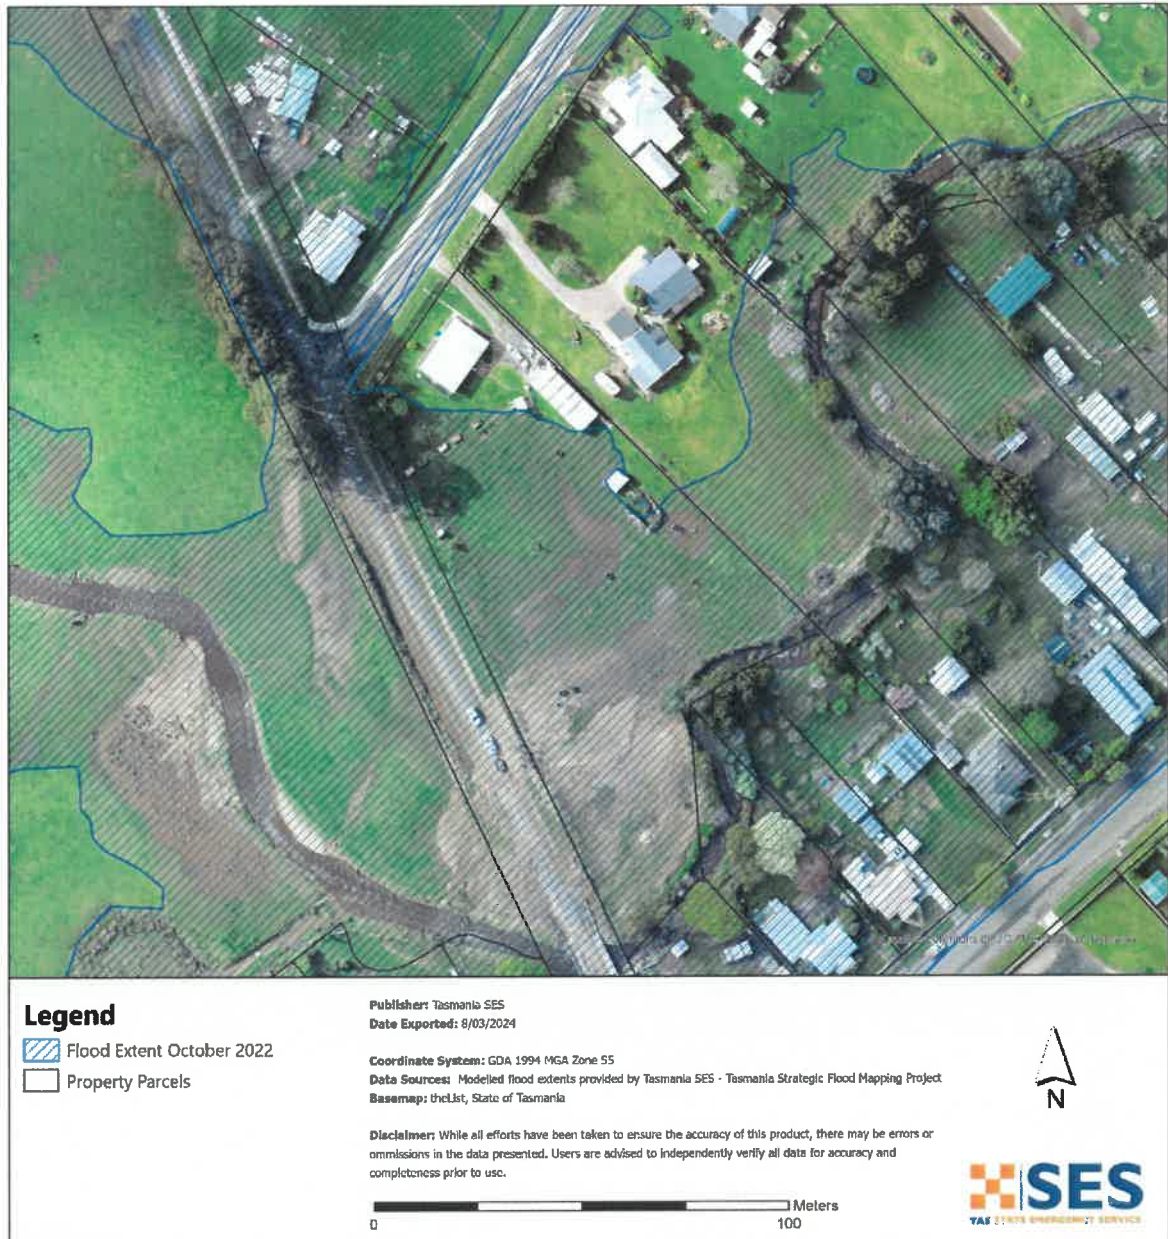 Legend
Flood Extent October 2022
Property Parcels
Publisher: Tasmania SES
Date Exported: 8/03/2024
Coordinate System: GDA 1994 MGA Zone 55
Data Sources: Modelled flood extents provided by Tasmania SES - Tasmania Strategic Flood Mapping Project
Basemap: theList, State of Tasmania
Disclaimer: While all efforts have been taken to ensure the accuracy of this product, there may be errors or
ommissions in the data presented. Users are advised to independently verify all data for accuracy and
completeness prior to use.
Meters
0 100
N
SES
TAS STATE EMERGENCY SERVICE